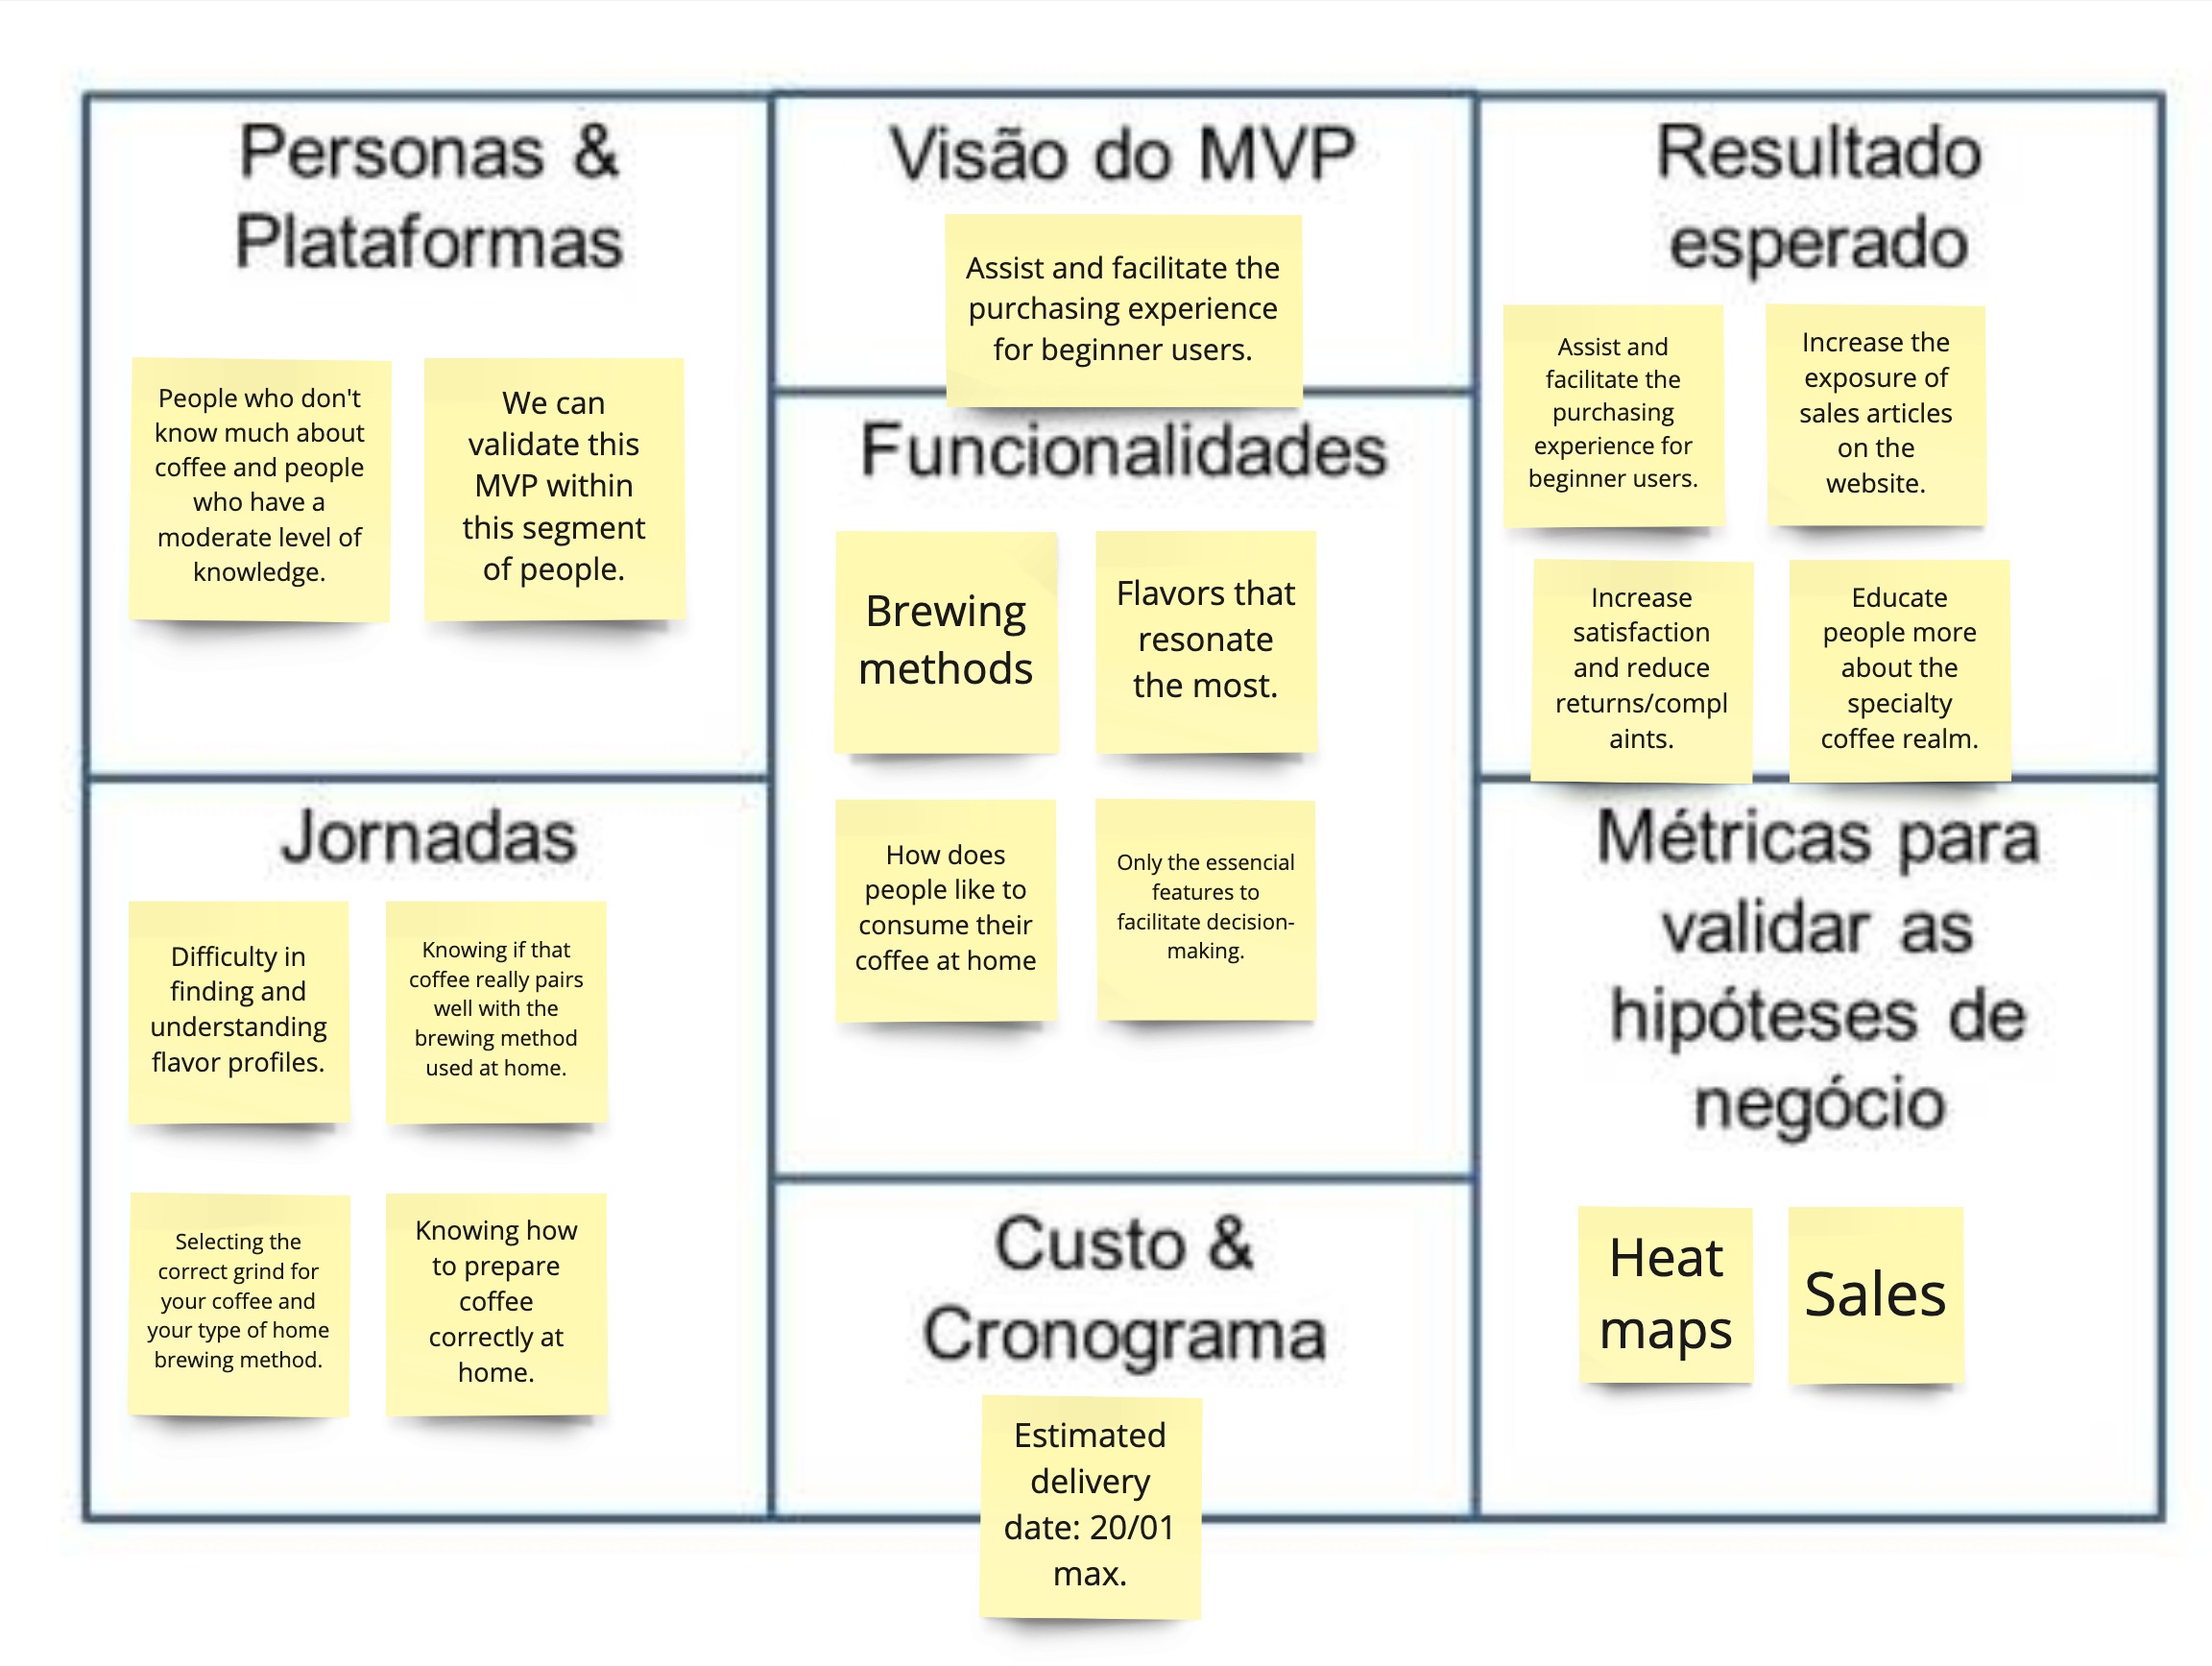 Personas &
Plataformas
People who don't
know much about
coffee and people
who have a
moderate level of
knowledge.
We can
validate this
MVP within
this segment
of people.
Jornadas
Difficulty in
finding and
understanding
flavor profiles.
Knowing if that
coffee really pairs
well with the
brewing method
used at home.
Selecting the
correct grind for
your coffee and
your type of home
brewing method.
Knowing how
to prepare
coffee
correctly at
home.
Visão do MVP
Assist and facilitate the
purchasing experience
for beginner users.
Funcionalidades
Brewing
methods
Flavors that
resonate
the most.
How does
people like to
consume their
coffee at home
Only the essencial
features to
facilitate decision-
making.
Custo &
Cronograma
Estimated
delivery
date: 20/01
max.
Resultado
esperado
Assist and
facilitate the
purchasing
experience for
beginner users.
Increase the
exposure of
sales articles
on the
website.
Increase
satisfaction
and reduce
returns/compl
aints.
Educate
people more
about the
specialty
coffee realm.
Métricas para
validar as
hipóteses de
negócio
Heat
maps
Sales